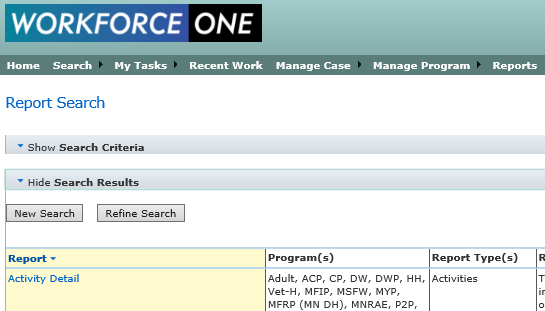 WORKFORCE ONE
Home Search My Tasks Recent Work Manage Case Manage Program Reports
Report Search
Show Search Criteria
Hide Search Results
New Search Refine Search
Report Program(s) Report Type(s)
Activity Detail Adult, ACP, CP, DW, DWP, HH, Activities
Vet-H, MFIP, MSFW, MYP,
MFRP (MN DH), MNRAE, P2P,